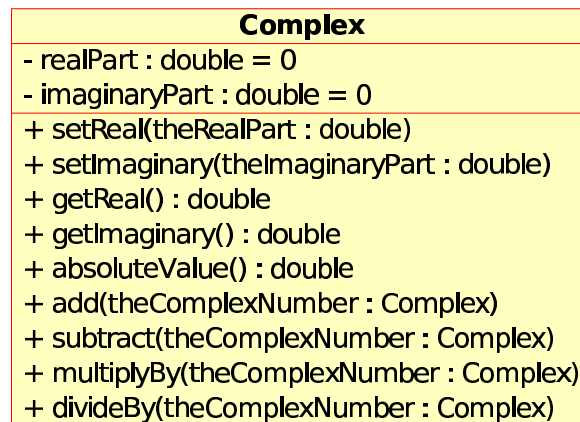 Complex
- realPart : double = 0
- imaginaryPart : double = 0
+ setReal(theRealPart : double)
+ setImaginary(theImaginaryPart : double)
+ getReal() : double
+ getImaginary() : double
+ absoluteValue() : double
+ add(theComplexNumber : Complex)
+ subtract(theComplexNumber : Complex)
+ multiplyBy(theComplexNumber : Complex)
+ divideBy(theComplexNumber : Complex)